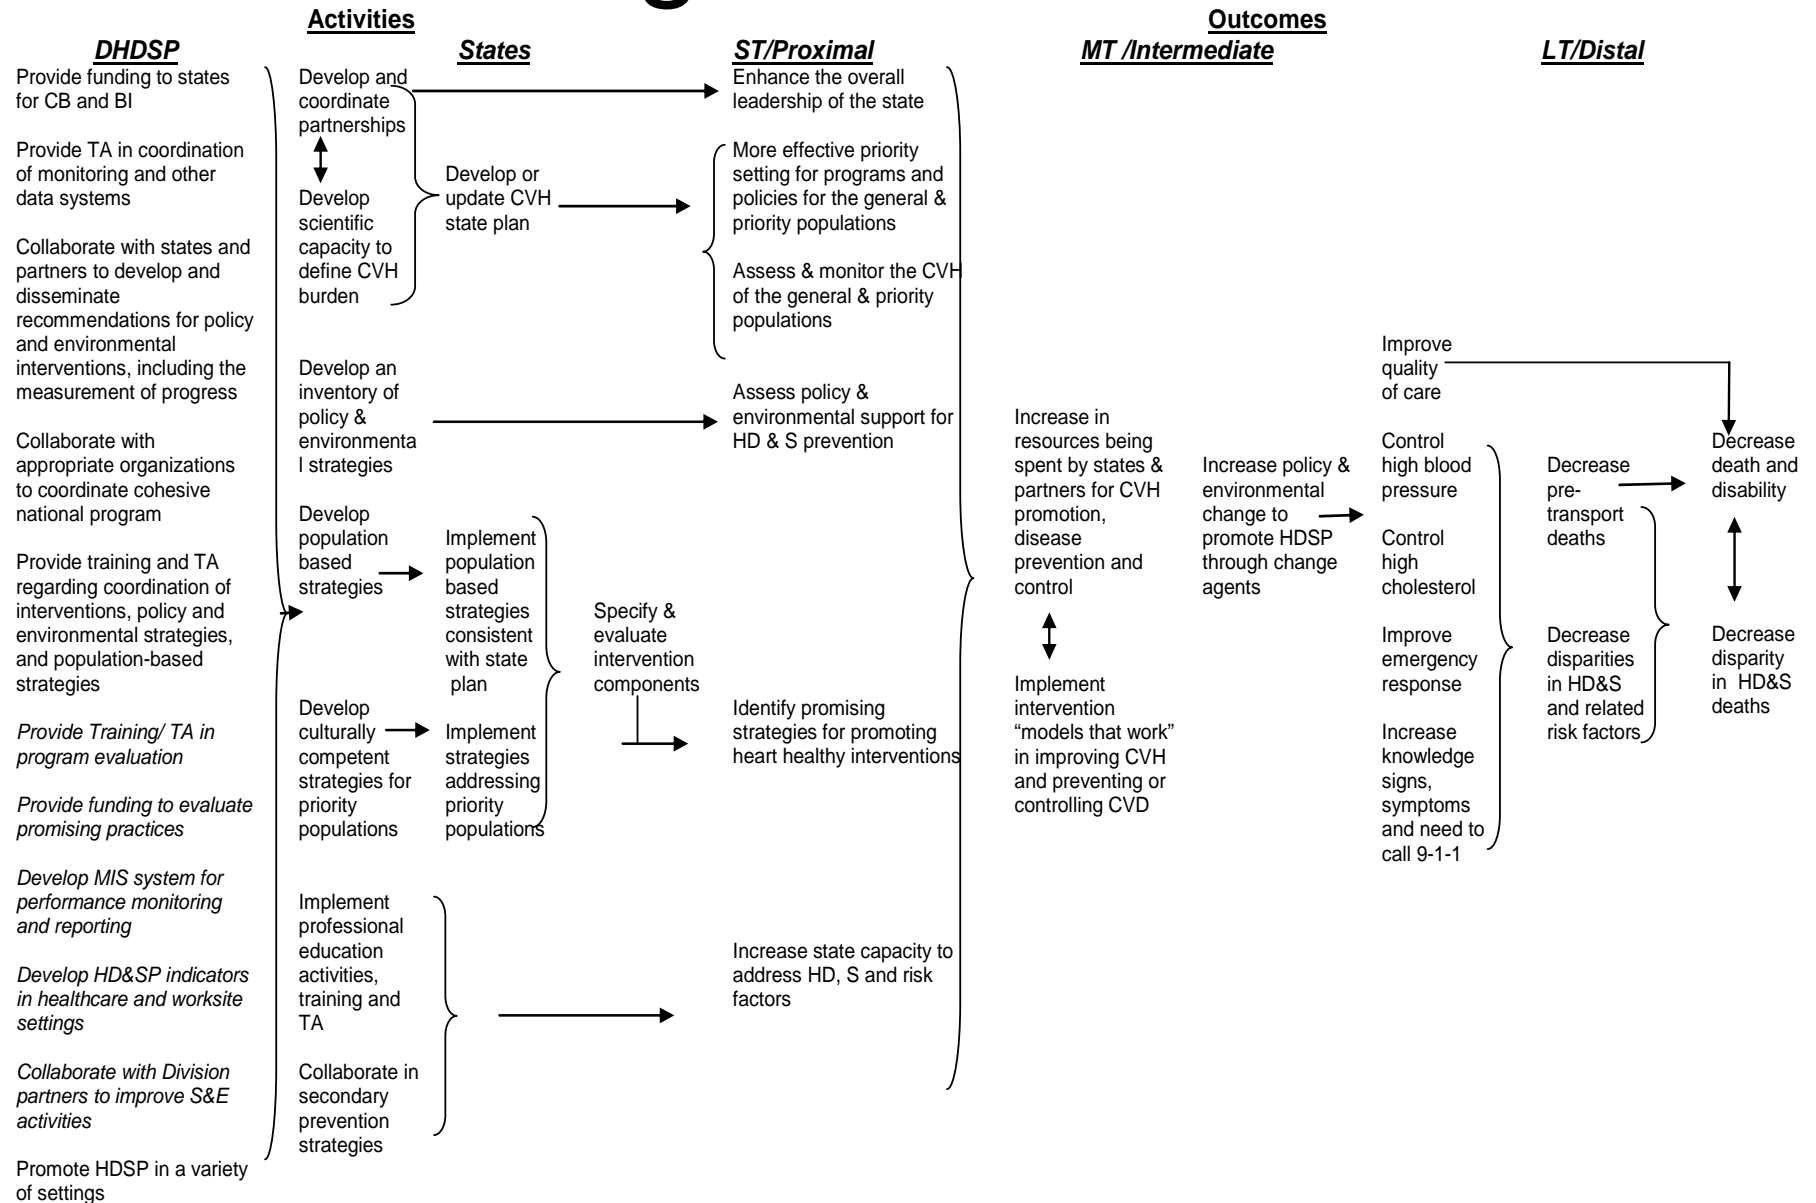 Activities
Outcomes
DHDSP
States
ST/Proximal
MT /Intermediate
LT/Distal
Provide funding to states
for CB and BI
Provide TA in coordination
of monitoring and other
data systems
Collaborate with states and
partners to develop and
disseminate
recommendations for policy
and environmental
interventions, including the
measurement of progress
Collaborate with
appropriate organizations
to coordinate cohesive
national program
Provide training and TA
regarding coordination of
interventions, policy and
environmental strategies,
and population-based
strategies
Provide Training/ TA in
program evaluation
Provide funding to evaluate
promising practices
Develop MIS system for
performance monitoring
and reporting
Develop HD&SP indicators
in healthcare and worksite
settings
Collaborate with Division
partners to improve S&E
activities
Promote HDSP in a variety
of settings
Develop and
coordinate
partnerships
Develop
scientific
capacity to
define CVH
burden
Develop an
inventory of
policy &
environmenta
l strategies
Develop
population
based
strategies
Develop
culturally
competent
strategies for
priority
populations
Implement
professional
education
activities,
training and
TA
Collaborate in
secondary
prevention
strategies
Develop or
update CVH
state plan
Implement
population
based
strategies
consistent
with state
plan
Implement
strategies
addressing
priority
populations
Specify &
evaluate
intervention
components
Enhance the overall
leadership of the state
More effective priority
setting for programs and
policies for the general &
priority populations
Assess & monitor the CVH
of the general & priority
populations
Assess policy &
environmental support for
HD & S prevention
Identify promising
strategies for promoting
heart healthy interventions
Increase state capacity to
address HD, S and risk
factors
Increase in
resources being
spent by states &
partners for CVH
promotion,
disease
prevention and
control
Implement
intervention
“models that work”
in improving CVH
and preventing or
controlling CVD
Increase policy &
environmental
change to
promote HDSP
through change
agents
Improve
quality
of care
Control
high blood
pressure
Control
high
cholesterol
Improve
emergency
response
Increase
knowledge
signs,
symptoms
and need to
call 9-1-1
Decrease
pre-
transport
deaths
Decrease
disparities
in HD&S
and related
risk factors
Decrease
death and
disability
Decrease
disparity
in HD&S
deaths